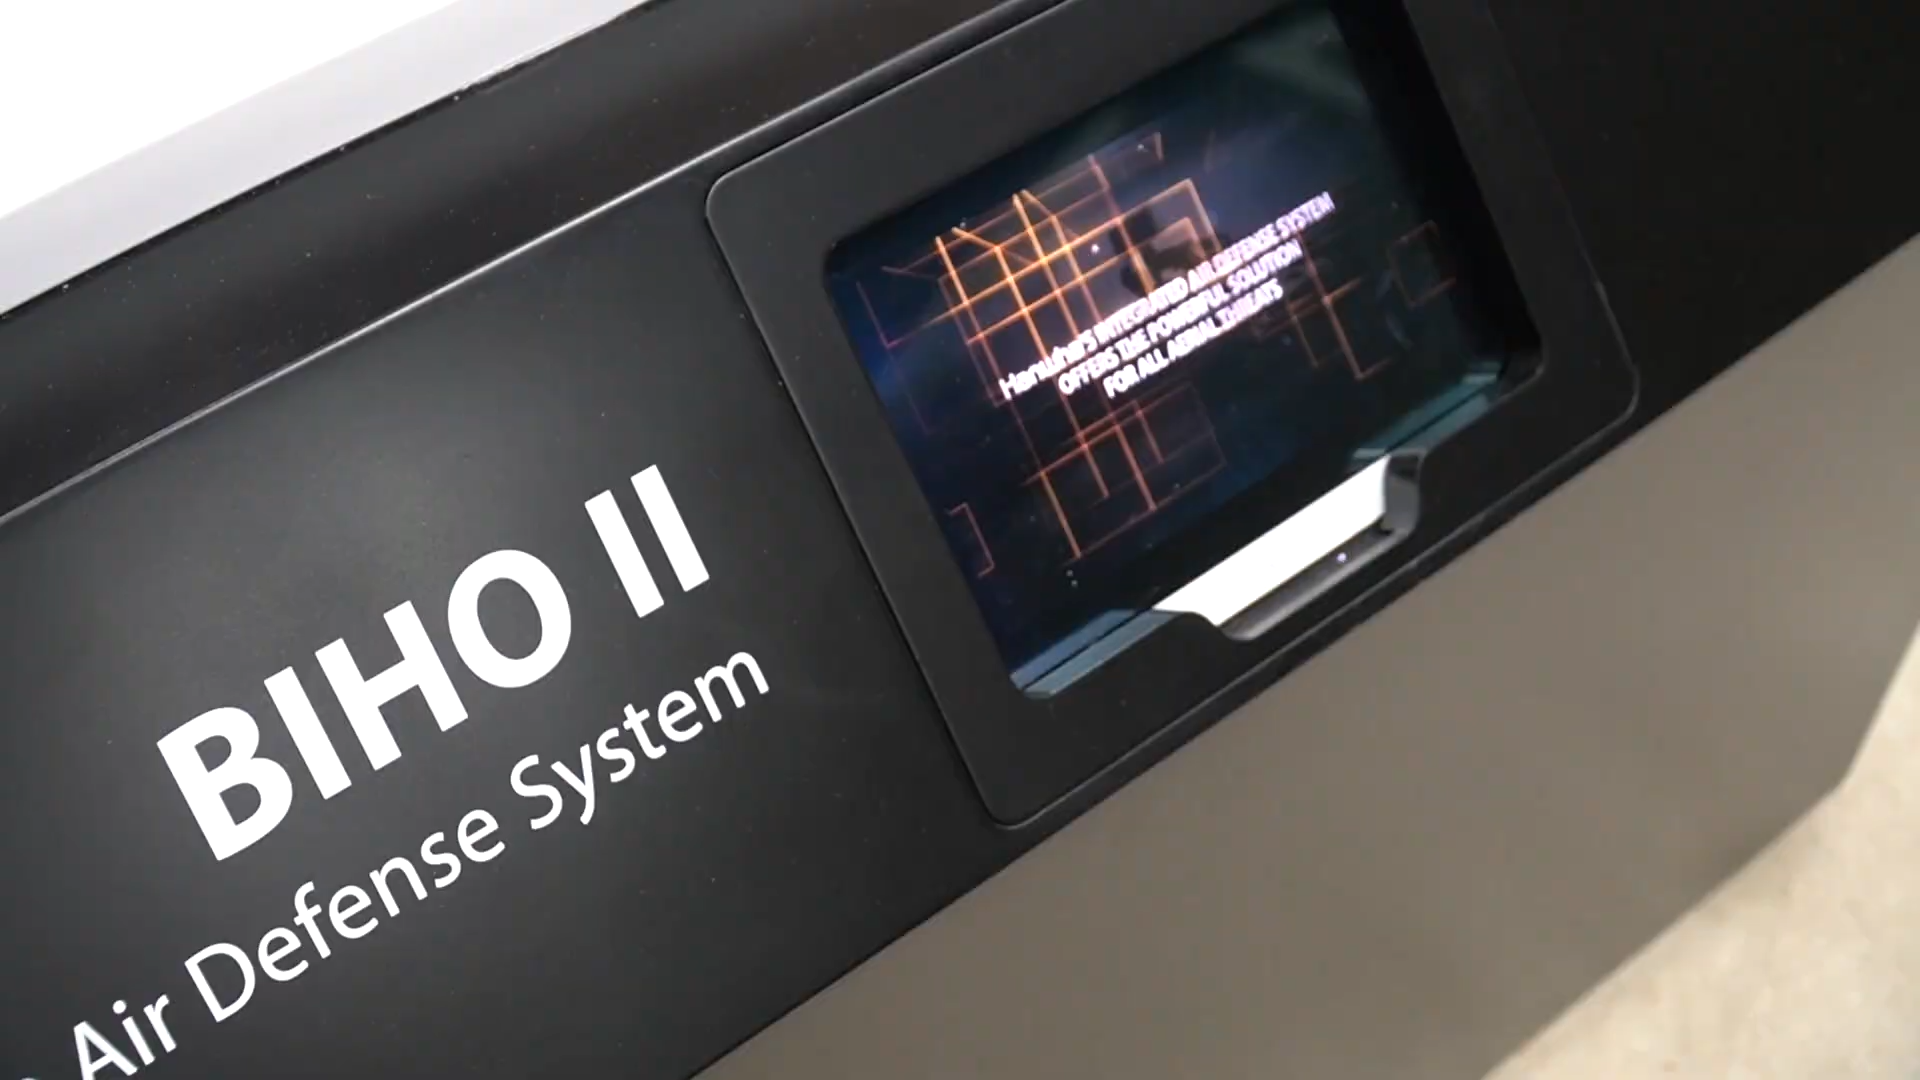 BIHO II
Air Defense System
Hanwha'S INTEGRATED AIR DEFENSE SYSTEM
OFFERS THE POWERFUL SOLUTION
FOR ALL AERIAL THREATS